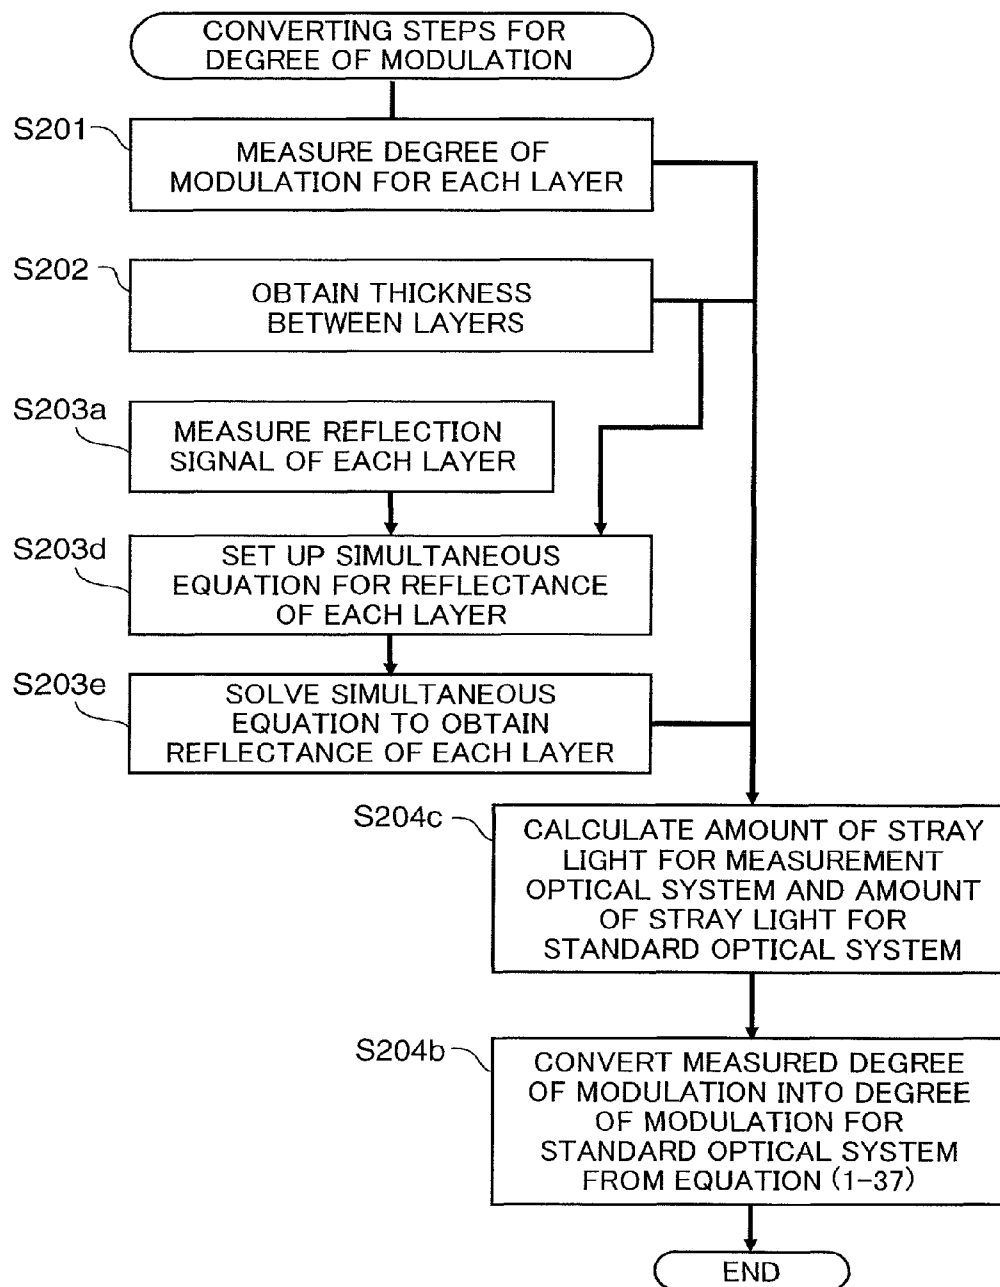 CONVERTING STEPS FOR
DEGREE OF MODULATION
S201
MEASURE DEGREE OF
MODULATION FOR EACH LAYER
S202
OBTAIN THICKNESS
BETWEEN LAYERS
S203a
MEASURE REFLECTION
SIGNAL OF EACH LAYER
S203d
SET UP SIMULTANEOUS
EQUATION FOR REFLECTANCE
OF EACH LAYER
S203e
SOLVE SIMULTANEOUS
EQUATION TO OBTAIN
REFLECTANCE OF EACH LAYER
S204c
CALCULATE AMOUNT OF STRAY
LIGHT FOR MEASUREMENT
OPTICAL SYSTEM AND AMOUNT
OF STRAY LIGHT FOR
STANDARD OPTICAL SYSTEM
S204b
CONVERT MEASURED DEGREE
OF MODULATION INTO DEGREE
OF MODULATION FOR
STANDARD OPTICAL SYSTEM
FROM EQUATION (1-37)
END